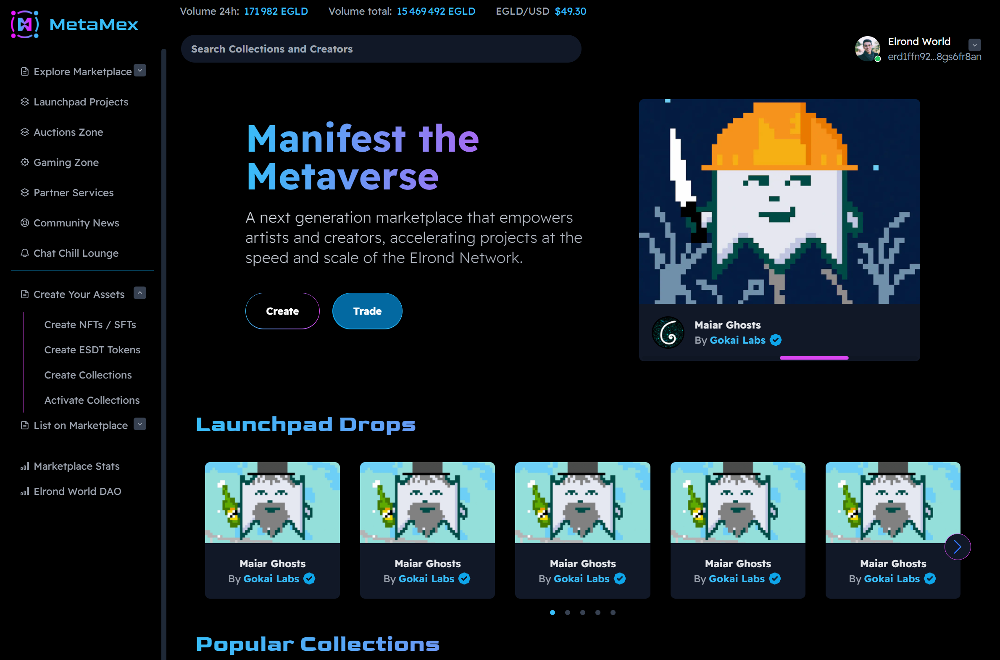 MetaMex
Volume 24h: 171 982 EGLD
Volume total: 15 469 492 EGLD
EGLD/USD $49.30
Search Collections and Creators
Elrond World
erd1ffn92...8gs6fr8an
Explore Marketplace
Launchpad Projects
Auctions Zone
Gaming Zone
Partner Services
Community News
Chat Chill Lounge
Create Your Assets
Create NFTs / SFTs
Create ESDT Tokens
Create Collections
Activate Collections
List on Marketplace
Marketplace Stats
Elrond World DAO
Manifest the
Metaverse
A next generation marketplace that empowers
artists and creators, accelerating projects at the
speed and scale of the Elrond Network.
Create
Trade
Maiar Ghosts
By Gokai Labs
Launchpad Drops
Maiar Ghosts
By Gokai Labs
Maiar Ghosts
By Gokai Labs
Maiar Ghosts
By Gokai Labs
Maiar Ghosts
By Gokai Labs
Maiar Ghosts
By Gokai Labs
Popular Collections